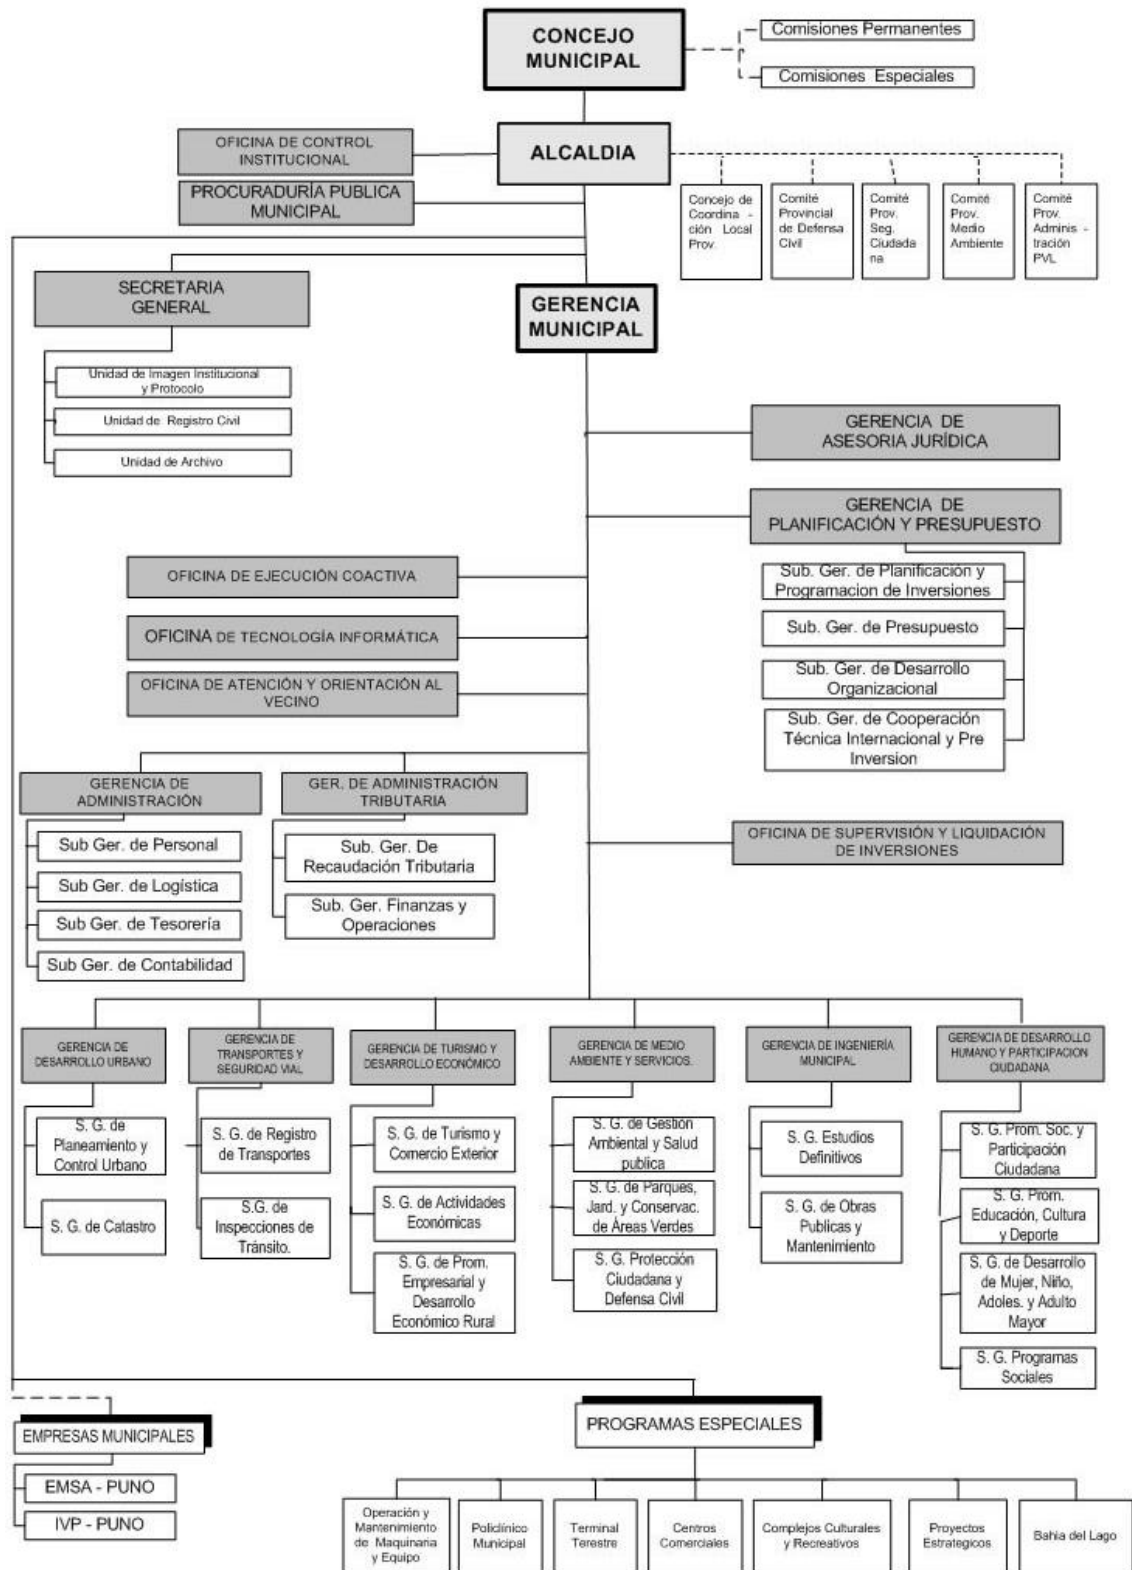 CONCEJO
MUNICIPAL
Comisiones Permanentes
Comisiones Especiales
OFICINA DE CONTROL
INSTITUCIONAL
ALCALDIA
PROCURADURÍA PUBLICA
MUNICIPAL
Concejo de
Coordina -
ción Local
Prov.
Comité
Provincial
de Defensa
Civil
Comité
Prov.
Seg.
Ciudada
na
Comité
Prov.
Medio
Ambiente
Comité
Prov.
Adminis -
tración
PVL
SECRETARIA
GENERAL
GERENCIA
MUNICIPAL
Unidad de Imagen Institucional
y Protocolo
Unidad de Registro Civil
Unidad de Archivo
GERENCIA DE
ASESORIA JURÍDICA
GERENCIA DE
PLANIFICACIÓN Y PRESUPUESTO
Sub. Ger. de Planificación y
Programacion de Inversiones
Sub. Ger. de Presupuesto
Sub. Ger. de Desarrollo
Organizacional
Sub. Ger. de Cooperación
Técnica Internacional y Pre
Inversion
OFICINA DE EJECUCIÓN COACTIVA
OFICINA DE TECNOLOGÍA INFORMÁTICA
OFICINA DE ATENCIÓN Y ORIENTACIÓN AL
VECINO
GERENCIA DE
ADMINISTRACIÓN
Sub Ger. de Personal
Sub Ger. de Logística
Sub Ger. de Tesorería
Sub Ger. de Contabilidad
GER. DE ADMINISTRACIÓN
TRIBUTARIA
Sub. Ger. De
Recaudación Tributaria
Sub. Ger. Finanzas y
Operaciones
OFICINA DE SUPERVISIÓN Y LIQUIDACIÓN
DE INVERSIONES
GERENCIA DE
DESARROLLO URBANO
S. G. de
Planeamiento y
Control Urbano
S. G. de Catastro
GERENCIA DE
TRANSPORTES Y
SEGURIDAD VIAL
S. G. de Registro
de Transportes
S.G. de
Inspecciones de
Tránsito.
GERENCIA DE TURISMO Y
DESARROLLO ECONÓMICO
S. G. de Turismo y
Comercio Exterior
S. G. de Actividades
Económicas
S. G. de Prom.
Empresarial y
Desarrollo
Económico Rural
GERENCIA DE MEDIO
AMBIENTE Y SERVICIOS.
S. G. de Gestión
Ambiental y Salud
publica
S. G. de Parques,
Jard. y Conservac.
de Áreas Verdes
S. G. Protección
Ciudadana y
Defensa Civil
GERENCIA DE INGENIERÍA
MUNICIPAL
S. G. Estudios
Definitivos
S. G. de Obras
Publicas y
Mantenimiento
GERENCIA DE DESARROLLO
HUMANO Y PARTICIPACION
CIUDADANA
S. G. Prom. Soc. y
Participación
Ciudadana
S. G. Prom.
Educación, Cultura
y Deporte
S. G. de Desarrollo
de Mujer, Niño,
Adoles. y Adulto
Mayor
S. G. Programas
Sociales
EMPRESAS MUNICIPALES
EMSA - PUNO
IVP - PUNO
PROGRAMAS ESPECIALES
Operación y
Mantenimiento
de Maquinaria
y Equipo
Policlínico
Municipal
Terminal
Terestre
Centros
Comerciales
Complejos Culturales
y Recreativos
Proyectos
Estrategicos
Bahia del Lago